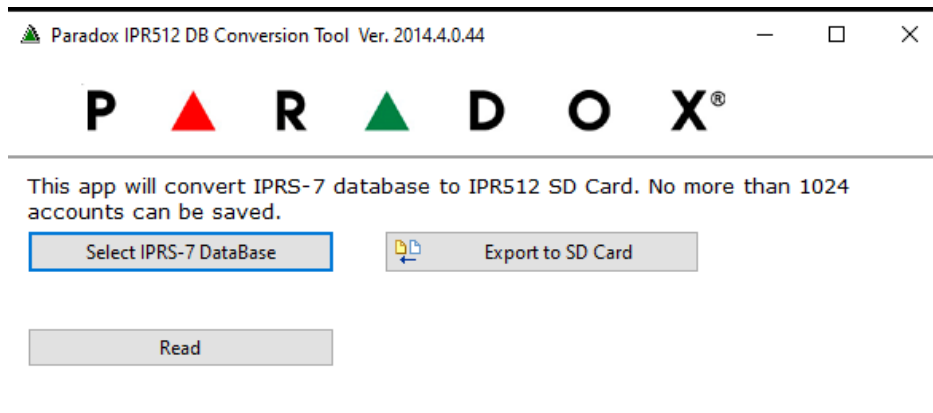 Paradox IPR512 DB Conversion Tool Ver. 2014.4.0.44
PARADOX®
This app will convert IPRS-7 database to IPR512 SD Card. No more than 1024
accounts can be saved.
Select IPRS-7 DataBase
Export to SD Card
Read